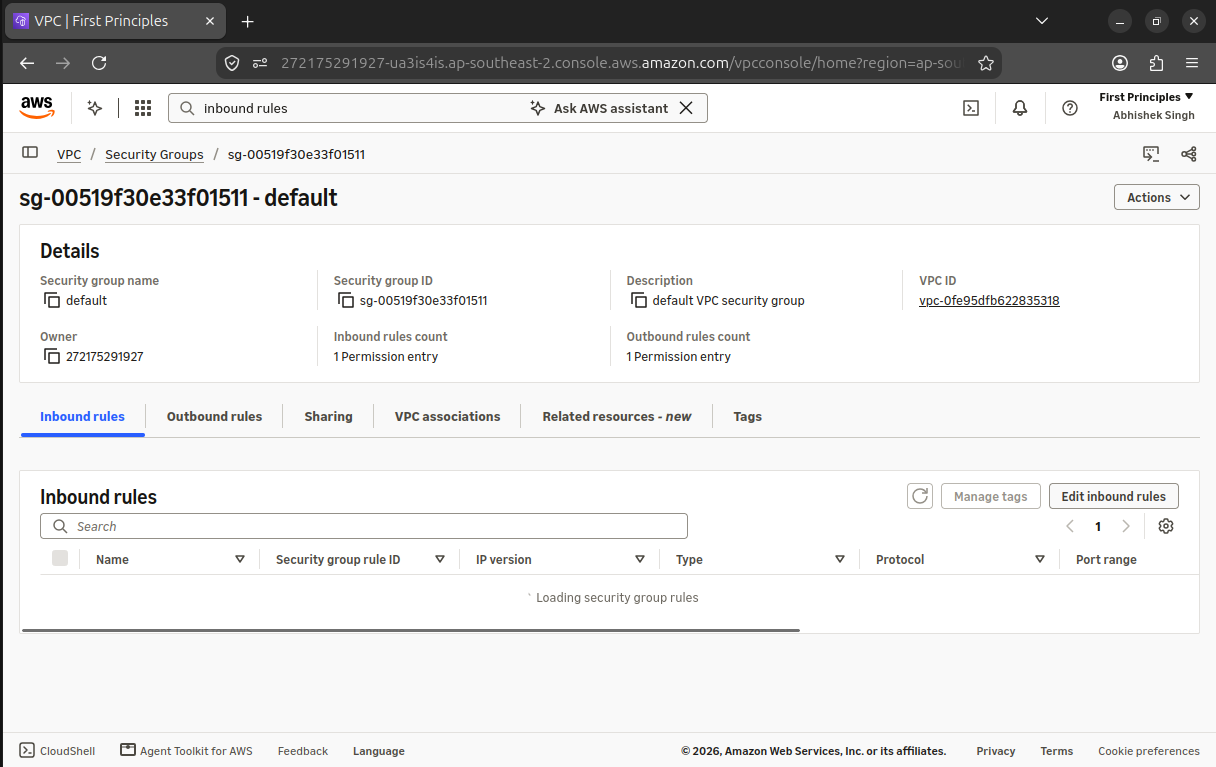 VPC | First Principles
272175291927-ua3is4is.ap-southeast-2.console.aws.amazon.com/vpcconsole/home?region=ap-sou
aws
inbound rules
Ask AWS assistant
First Principles
Abhishek Singh
VPC / Security Groups / sg-00519f30e33f01511
sg-00519f30e33f01511 - default
Actions
Details
Security group name
default
Security group ID
sg-00519f30e33f01511
Description
default VPC security group
VPC ID
vpc-0fe95dfb622835318
Owner
272175291927
Inbound rules count
1 Permission entry
Outbound rules count
1 Permission entry
Inbound rules
Outbound rules
Sharing
VPC associations
Related resources - new
Tags
Inbound rules
Manage tags
Edit inbound rules
Search
1
Name
Security group rule ID
IP version
Type
Protocol
Port range
Loading security group rules
CloudShell
Agent Toolkit for AWS
Feedback
Language
© 2026, Amazon Web Services, Inc. or its affiliates.
Privacy
Terms
Cookie preferences